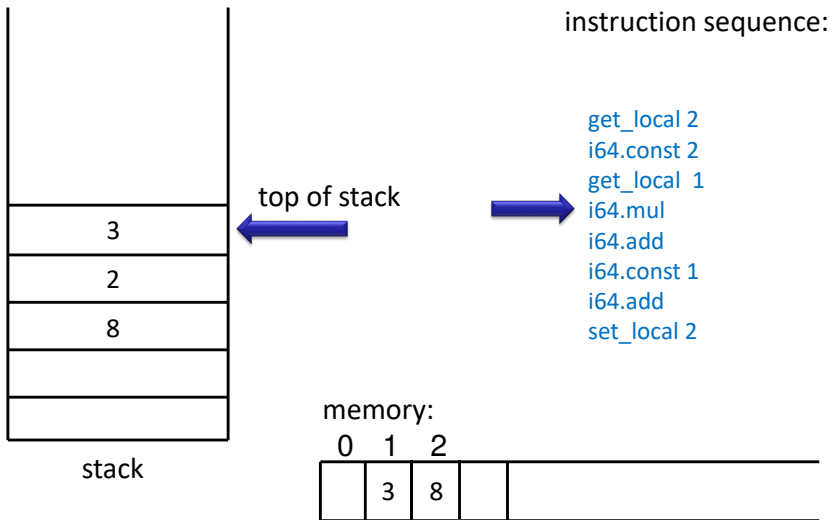 instruction sequence:
get_local 2
i64.const 2
get_local 1
i64.mul
i64.add
i64.const 1
i64.add
set_local 2
top of stack
3
2
8
stack
memory:
0 1 2
3 8